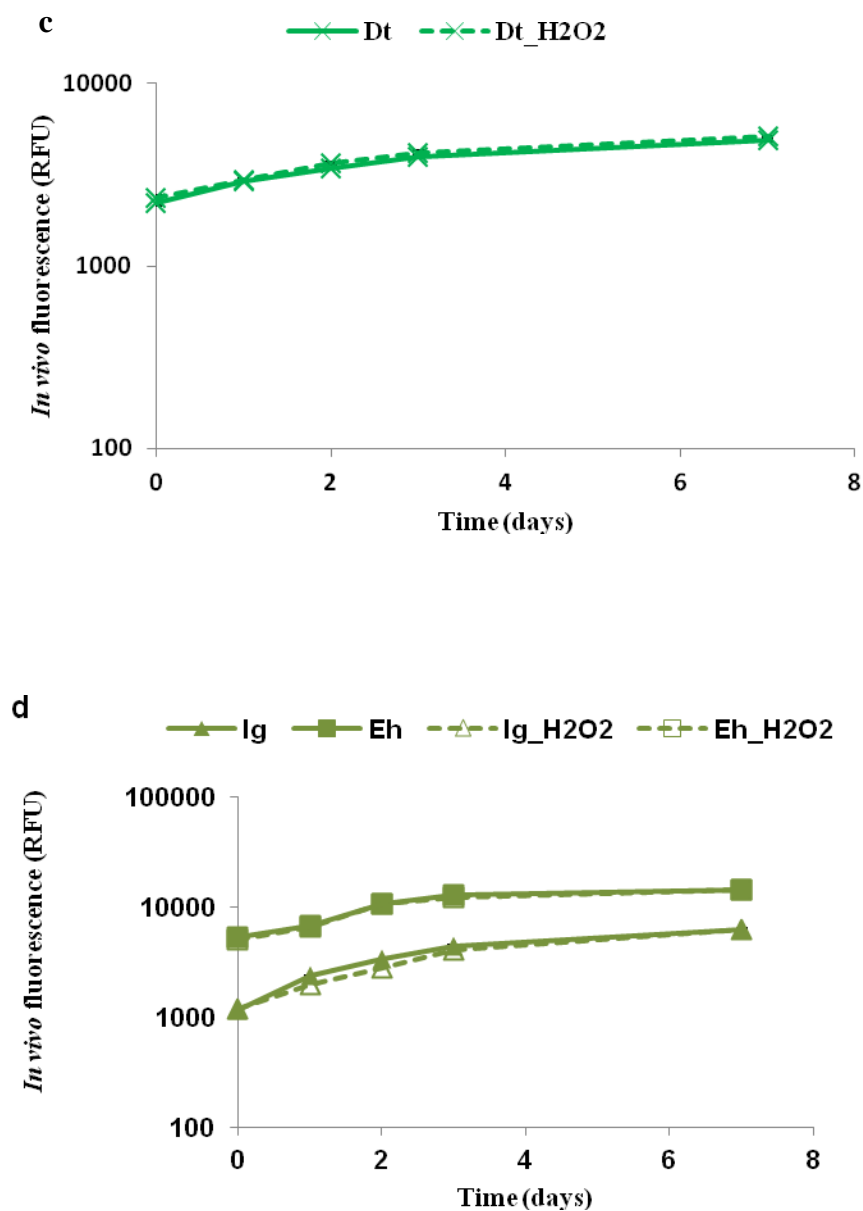 c
Dt Dt_H2O2
In vivo fluorescence (RFU)
10000
1000
100
0 2 4 6 8
Time (days)
d
Ig Eh Ig_H2O2 Eh_H2O2
In vivo fluorescence (RFU)
100000
10000
1000
100
0 2 4 6 8
Time (days)